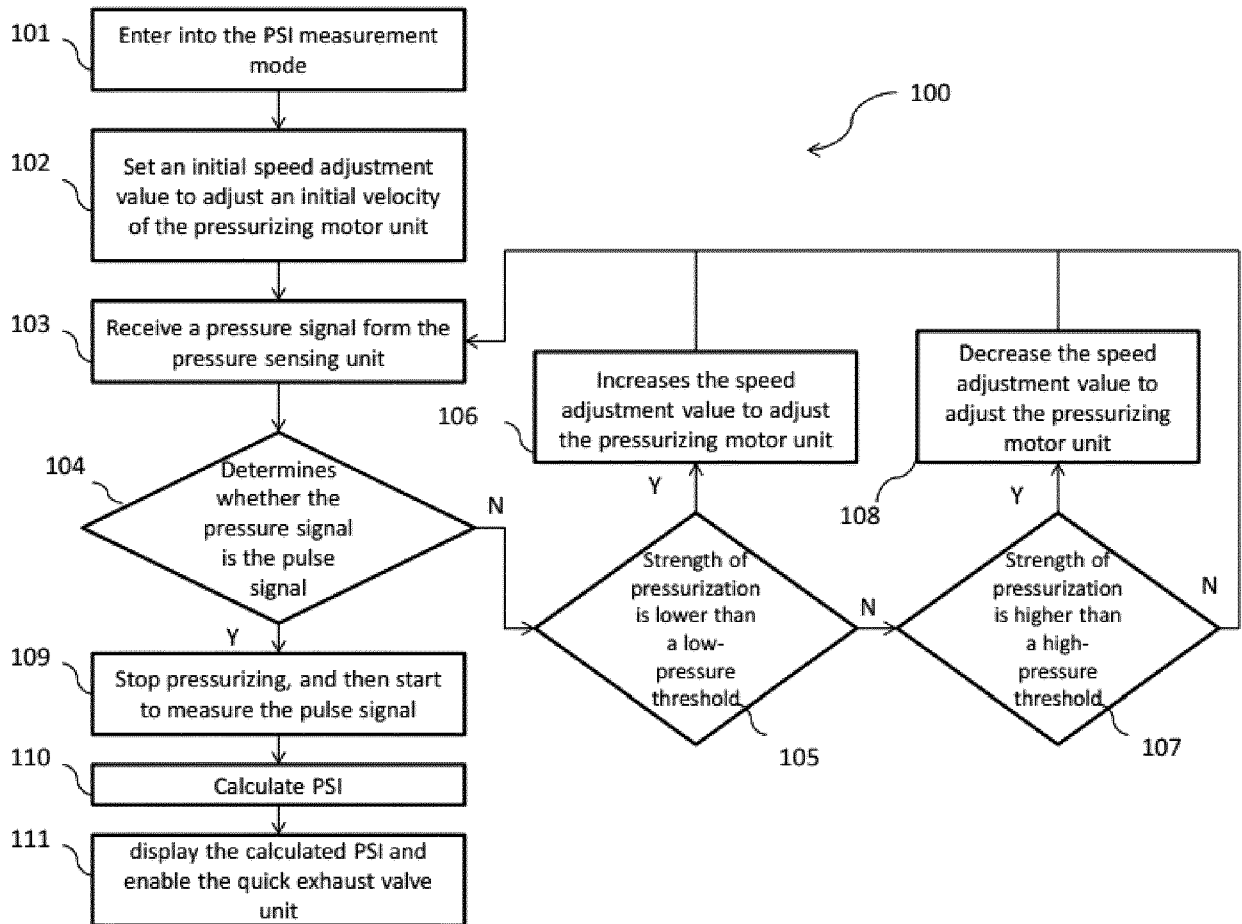 101
Enter into the PSI measurement
mode
100
102
Set an initial speed adjustment
value to adjust an initial velocity
of the pressurizing motor unit
103
Receive a pressure signal form the
pressure sensing unit
106
Increases the speed
adjustment value to adjust
the pressurizing motor unit
Decrease the speed
adjustment value to
adjust the pressurizing
motor unit
108
104
Determines
whether the
pressure signal
is the pulse
signal
N
Y
Y
Y
Strength of
pressurization
is lower than
a low-
pressure
threshold
N
105
Strength of
pressurization
is higher than
a high-
pressure
threshold
N
107
109
Stop pressurizing, and then start
to measure the pulse signal
110
Calculate PSI
111
display the calculated PSI and
enable the quick exhaust valve
unit